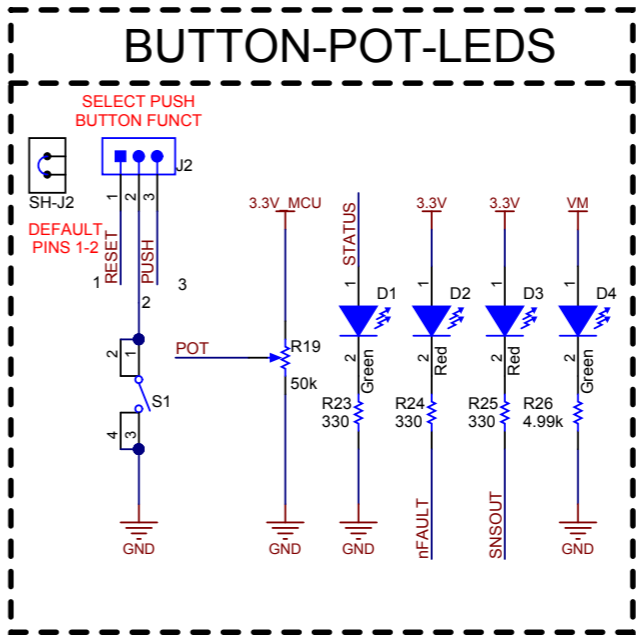 BUTTON-POT-LEDS
SELECT PUSH
BUTTON FUNCT
J2
SH-J2
1
2
3
DEFAULT
PINS 1-2
RESET
PUSH
1
2
3
2
1
S1
4
3
GND
3.3V_MCU
POT
R19
50k
GND
STATUS
1
D1
2
Green
R23
330
GND
3.3V
1
D2
2
Red
R24
330
nFAULT
3.3V
1
D3
2
Red
R25
330
SNSOUT
VM
1
D4
2
Green
R26
4.99k
GND